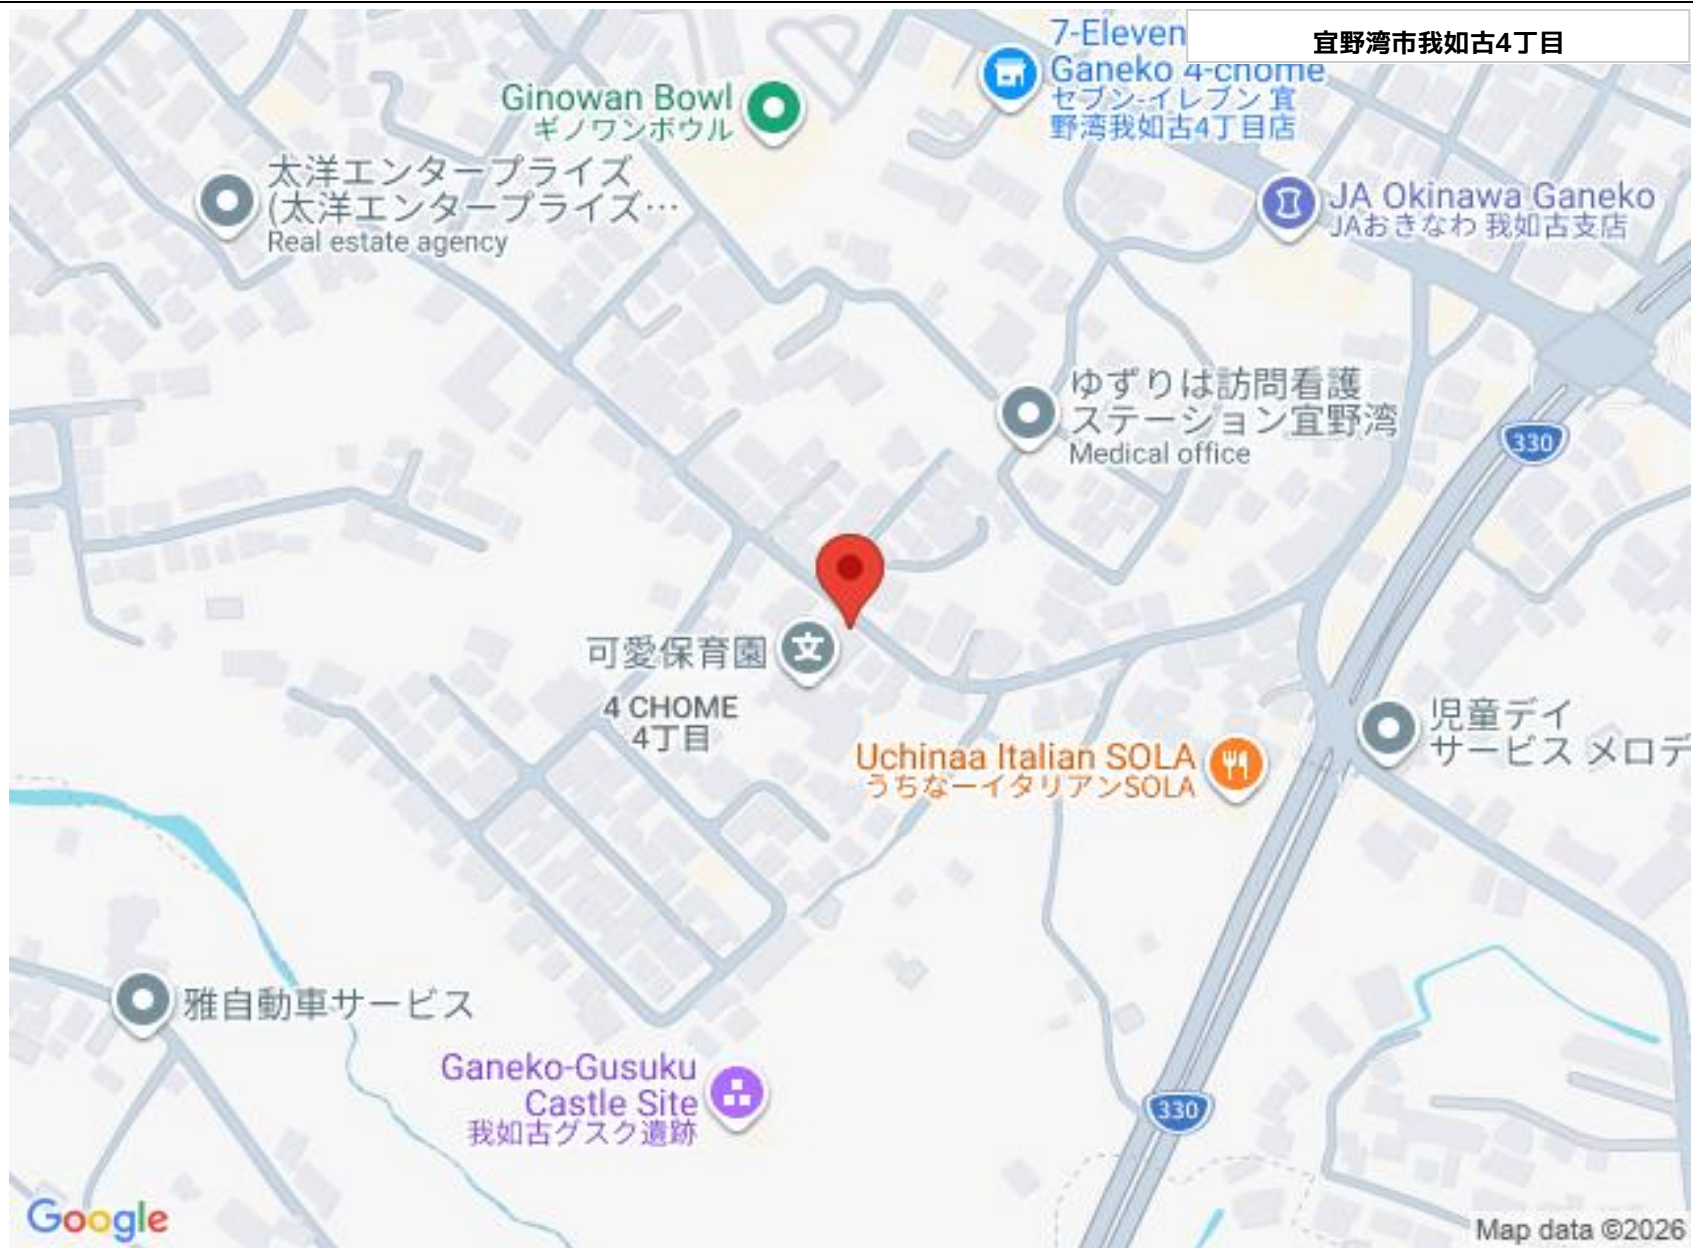 宜野湾市我如古4丁目
7-Eleven
Ganeko 4-chome
セブン-イレブン 宜
野湾我如古4丁目店
Ginowan Bowl
ギノワンボウル
太洋エンタープライズ
(太洋エンタープライズ…
Real estate agency
JA Okinawa Ganeko
JAおきなわ 我如古支店
ゆずりは訪問看護
ステーション宜野湾
Medical office
330
可愛保育園
文
4 CHOME
4丁目
児童デイ
サービス メロデ
Uchinaa Italian SOLA
うちなーイタリアンSOLA
雅自動車サービス
Ganeko-Gusuku
Castle Site
我如古グスク遺跡
330
Google
Map data ©2026